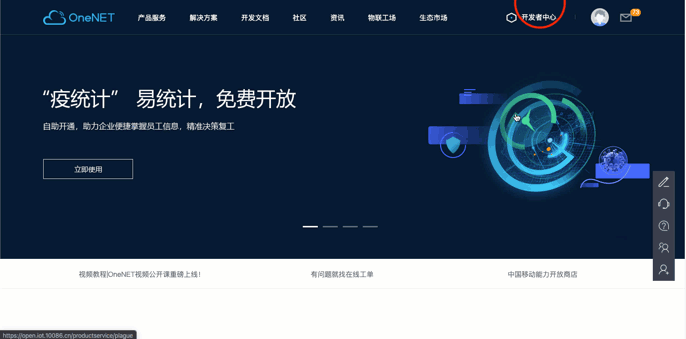 OneNET 产品服务 解决方案 开发文档 社区 资讯 物联工场 生态市场 开发者中心 73
“疫统计” 易统计，免费开放
自助开通，助力企业便捷掌握员工信息，精准决策复工
立即使用
视频教程|OneNET视频公开课重磅上线! 有问题就找在线工单 中国移动能力开放商店
https://open.iot.10086.cn/productservice/plague